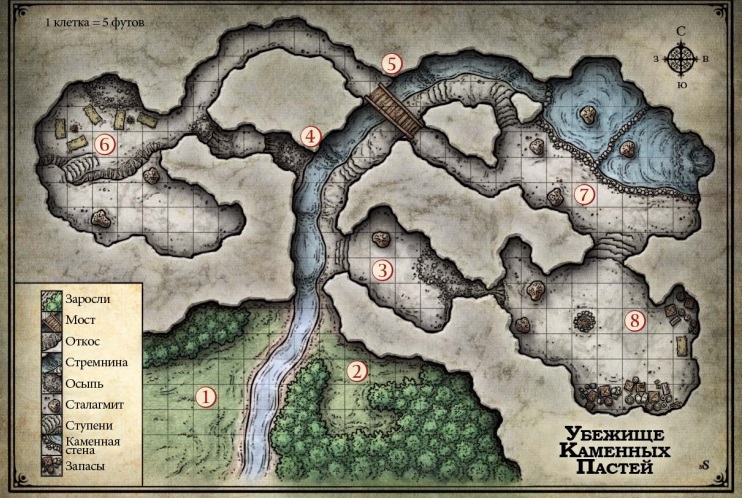 1 клетка = 5 футов
С
З
В
Ю
5
4
6
7
3
8
2
1
Заросли
Мост
Откос
Стремнина
Осыпь
Сталагмит
Ступени
Каменная
стена
Запасы
Убежище
Каменных
Пастей